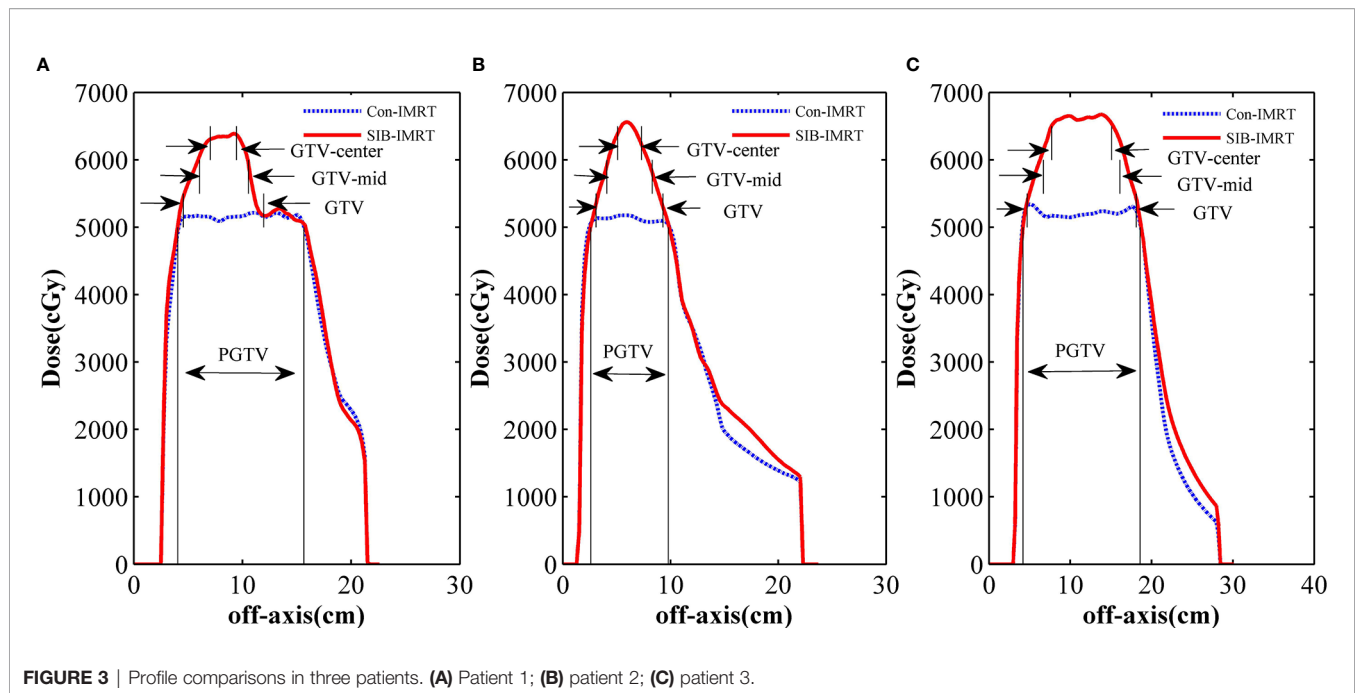 A
7000
6000
5000
4000
3000
2000
1000
0
Dose(cGy)
Con-IMRT
SIB-IMRT
GTV-center
GTV-mid
GTV
PGTV
0
10
20
30
off-axis(cm)
B
7000
6000
5000
4000
3000
2000
1000
0
Dose(cGy)
Con-IMRT
SIB-IMRT
GTV-center
GTV-mid
GTV
PGTV
0
10
20
30
off-axis(cm)
C
7000
6000
5000
4000
3000
2000
1000
0
Dose(cGy)
Con-IMRT
SIB-IMRT
GTV-center
GTV-mid
GTV
PGTV
0
10
20
30
40
off-axis(cm)
FIGURE 3 | Profile comparisons in three patients. (A) Patient 1; (B) patient 2; (C) patient 3.